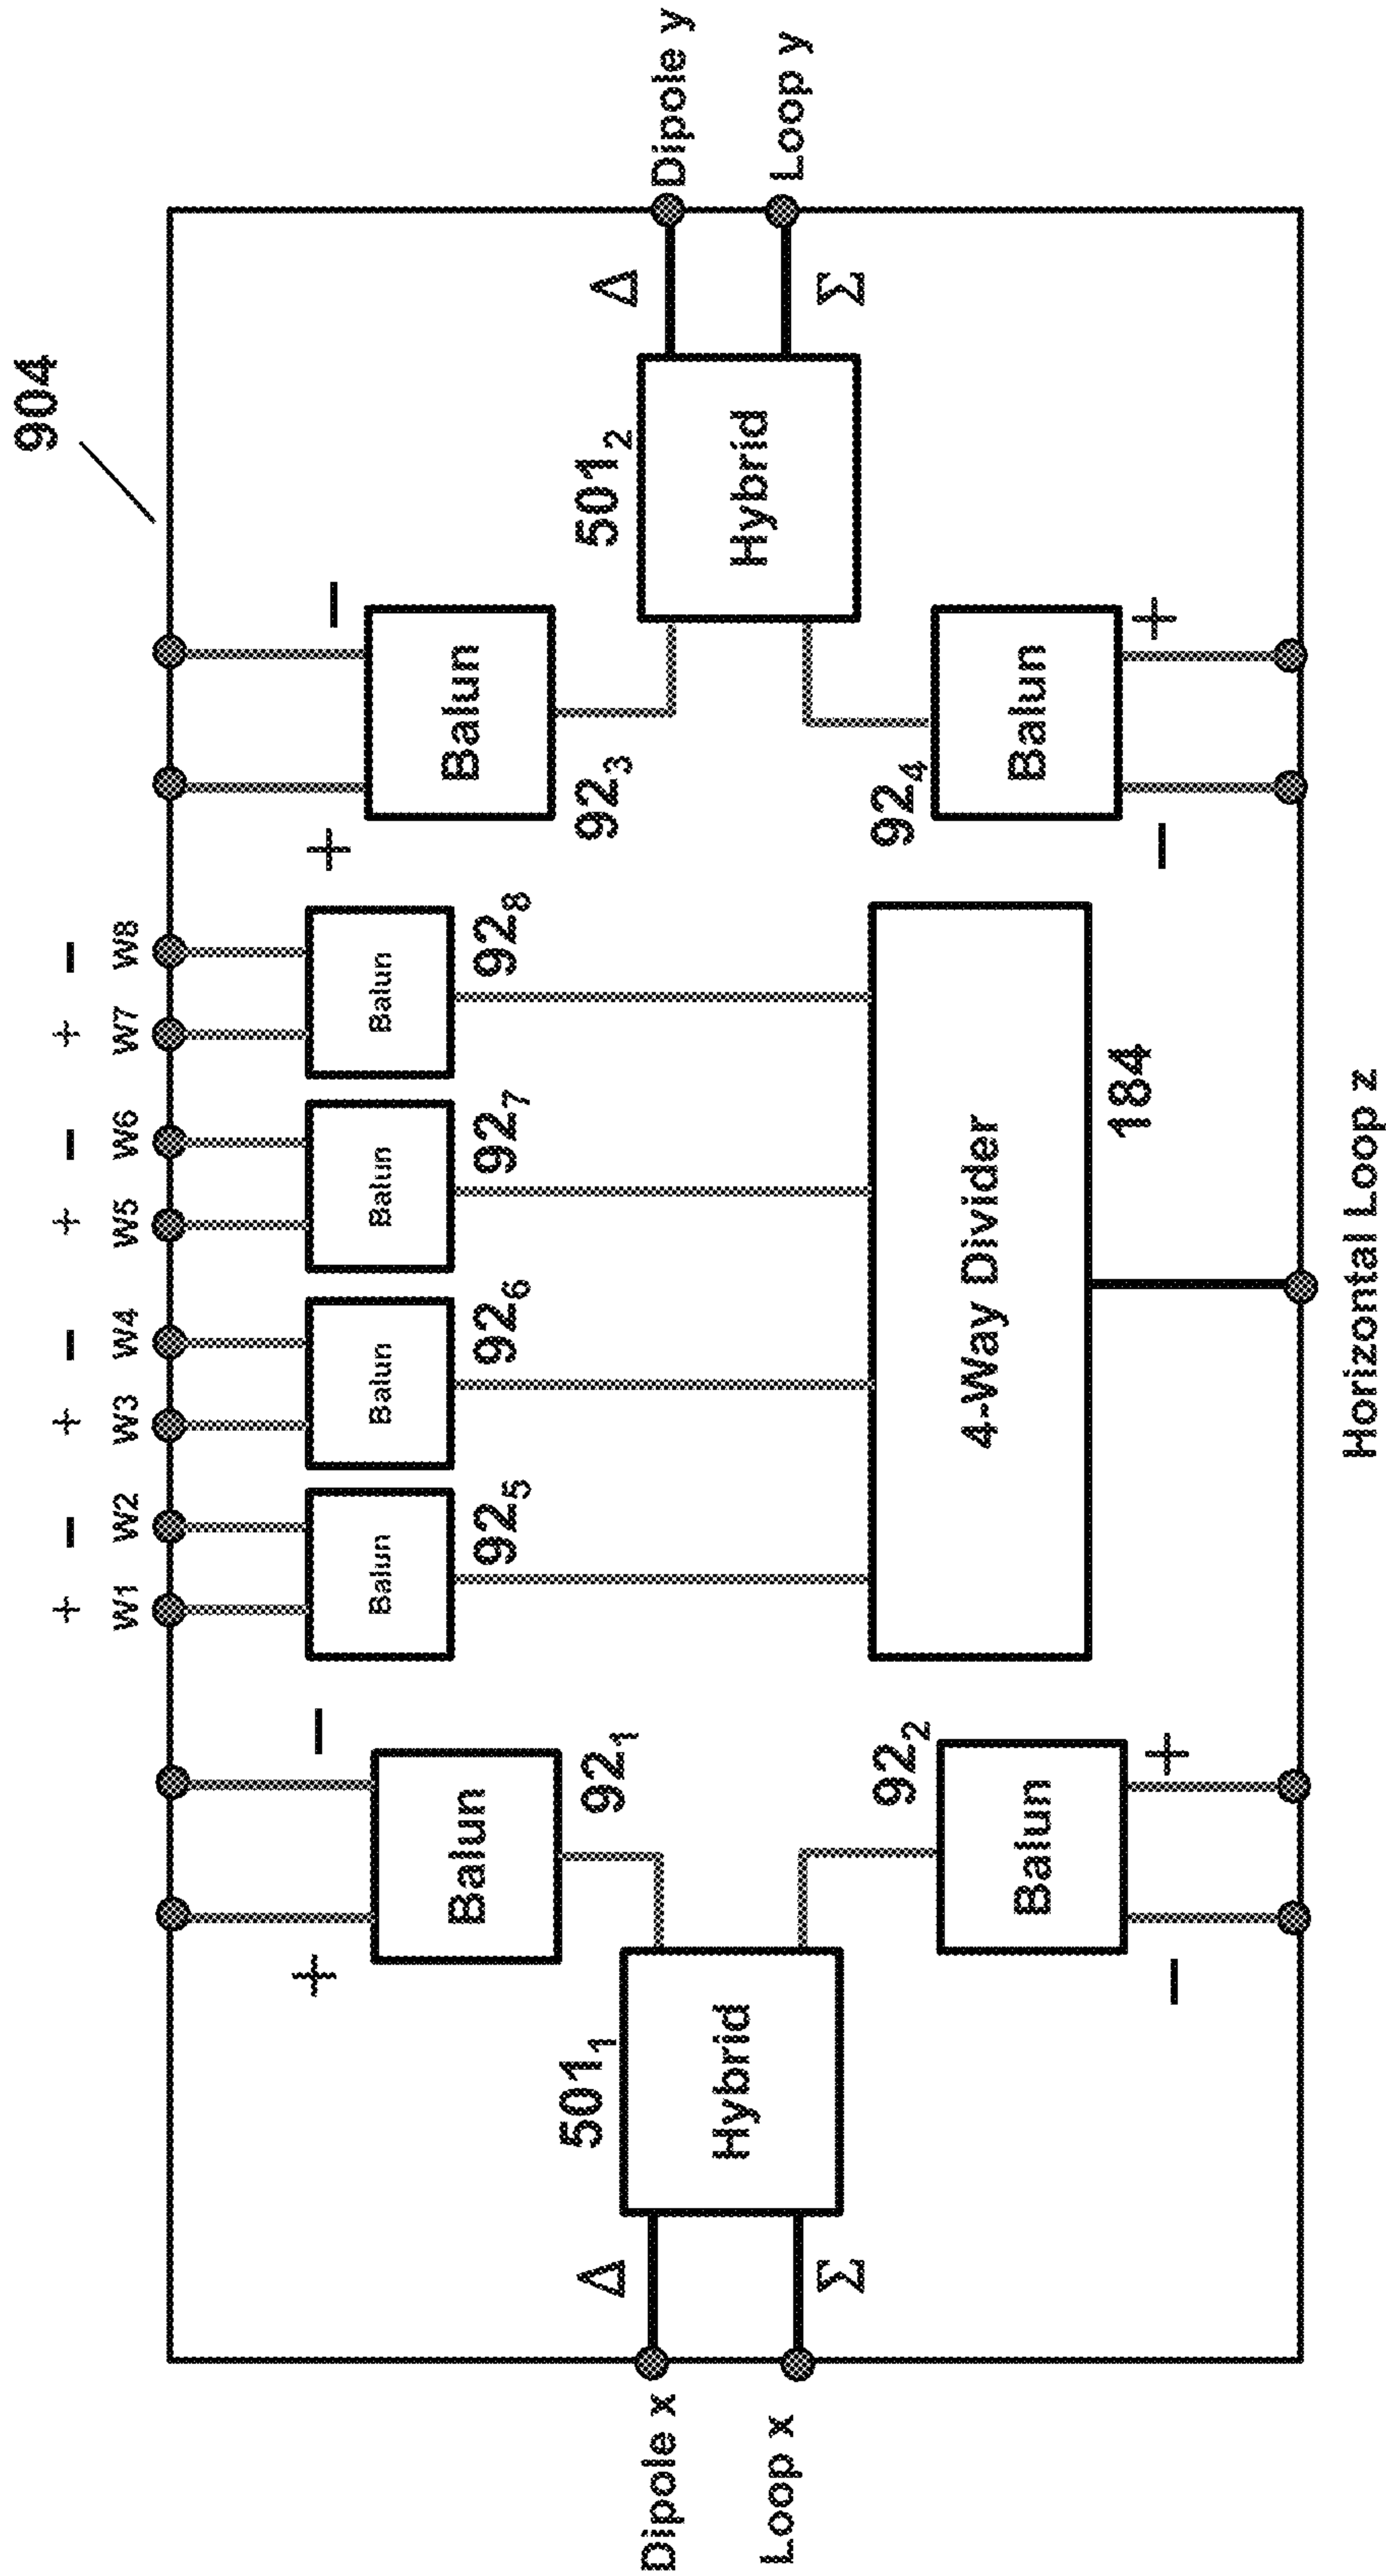 904
+ − + − + − + −
W1 W2 W3 W4 W5 W6 W7 W8
+ −
+ −
Balun
92₁
Balun
92₅
Balun
92₆
Balun
92₇
Balun
92₈
Balun
92₃
501₁
Hybrid
Δ
Σ
Dipole x
Loop x
501₂
Hybrid
Δ
Σ
Dipole y
Loop y
92₂
Balun
− +
4-Way Divider
184
92₄
Balun
− +
Horizontal Loop z